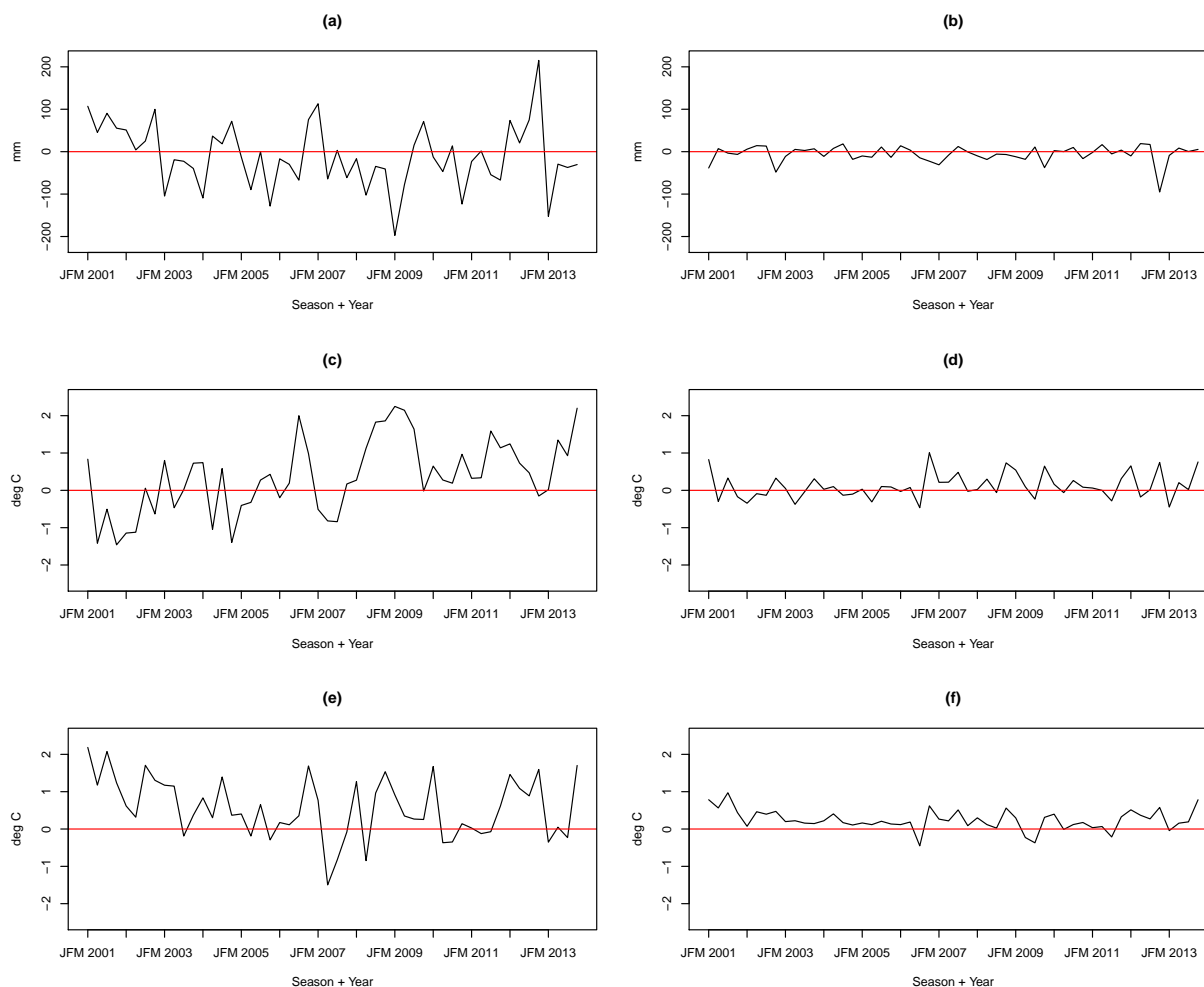 (a)
mm
200
100
0
−100
−200
JFM 2001 JFM 2003 JFM 2005 JFM 2007 JFM 2009 JFM 2011 JFM 2013
Season + Year
(b)
mm
200
100
0
−100
−200
JFM 2001 JFM 2003 JFM 2005 JFM 2007 JFM 2009 JFM 2011 JFM 2013
Season + Year
(c)
deg C
2
1
0
−1
−2
JFM 2001 JFM 2003 JFM 2005 JFM 2007 JFM 2009 JFM 2011 JFM 2013
Season + Year
(d)
deg C
2
1
0
−1
−2
JFM 2001 JFM 2003 JFM 2005 JFM 2007 JFM 2009 JFM 2011 JFM 2013
Season + Year
(e)
deg C
2
1
0
−1
−2
JFM 2001 JFM 2003 JFM 2005 JFM 2007 JFM 2009 JFM 2011 JFM 2013
Season + Year
(f)
deg C
2
1
0
−1
−2
JFM 2001 JFM 2003 JFM 2005 JFM 2007 JFM 2009 JFM 2011 JFM 2013
Season + Year